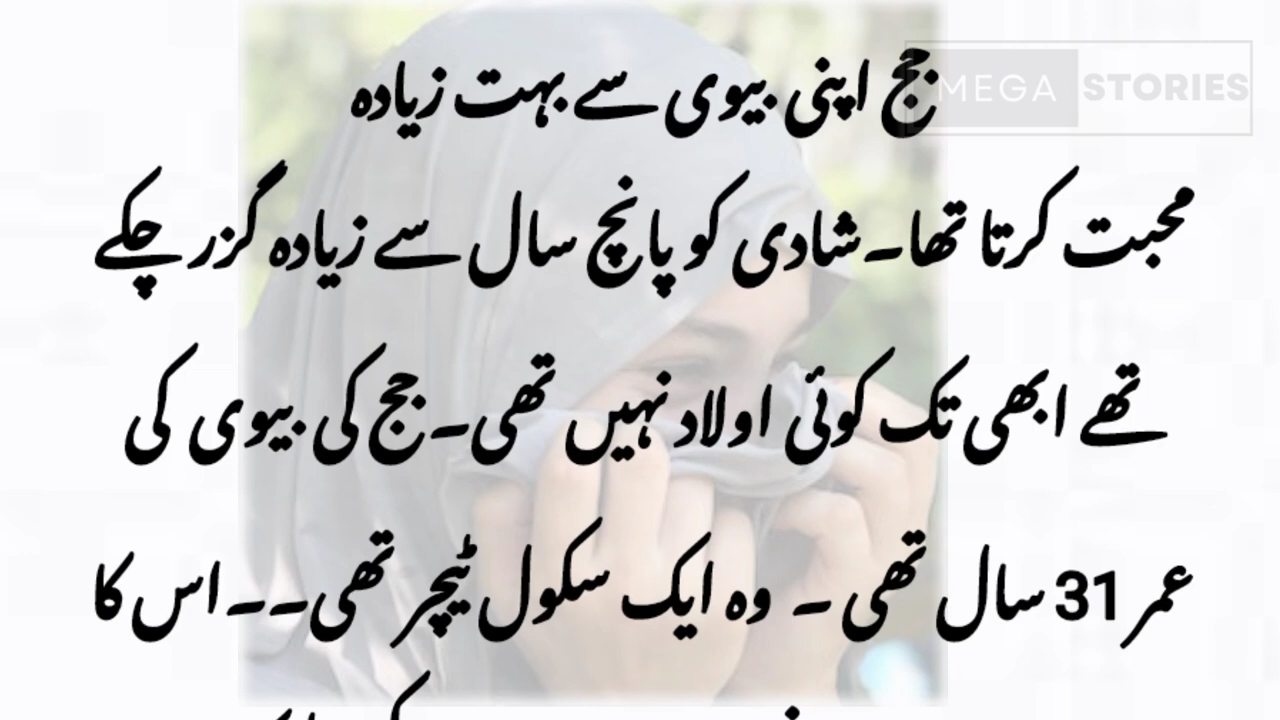 MEGA STORIES
جج اپنی بیوی سے بہت زیادہ
محبت کرتا تھا۔شادی کو پانچ سال سے زیادہ گزر چکے
تھے ابھی تک کوئی اولاد نہیں تھی۔جج کی بیوی کی
عمر 31 سال تھی ۔ وہ ایک سکول ٹیچر تھی۔۔اس کا